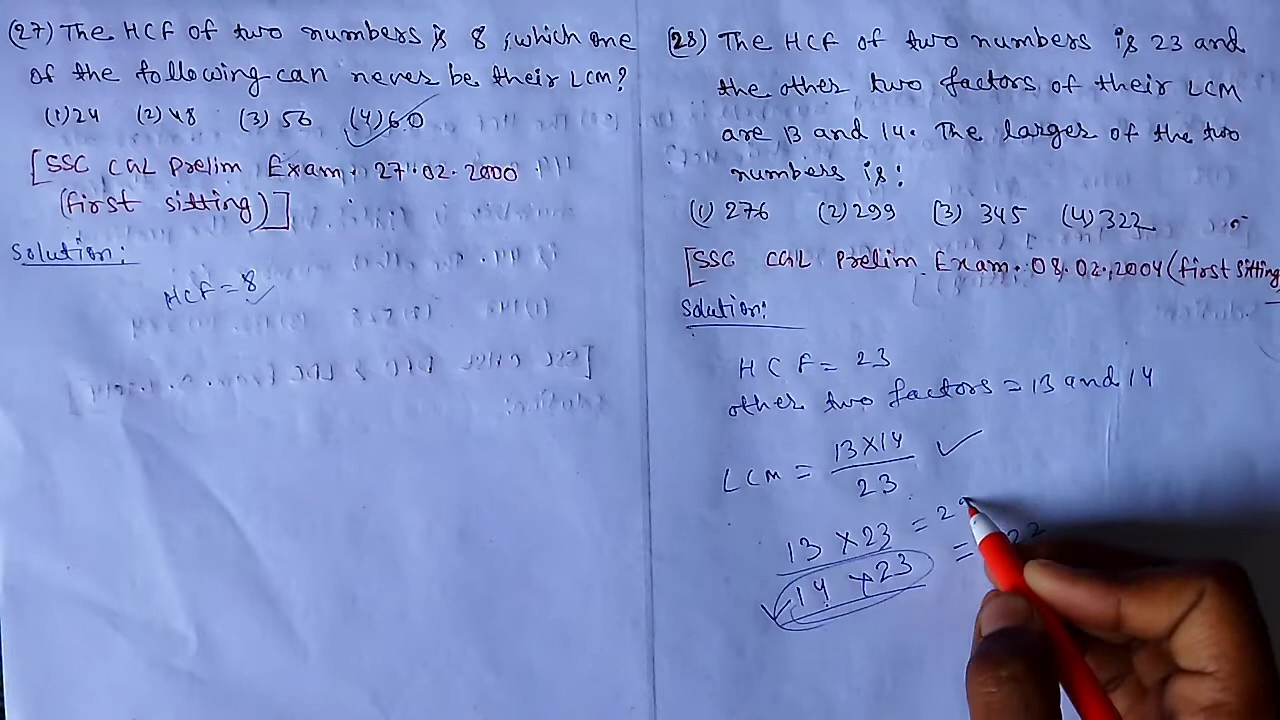 (27) The HCF of two numbers is 8, which one
of the following can never be their LCM?
(1) 24 (2) 48 (3) 56 (4) 60
[SSC CGL Prelim Exam. 27.02.2000
(first sitting)]
Solution:
HCF = 8
(28) The HCF of two numbers is 23 and
the other two factors of their LCM
are 13 and 14. The larger of the two
numbers is:
(1) 276 (2) 299 (3) 345 (4) 322
[SSC CGL Prelim Exam. 08.02.2004 (first sitting
Solution:
HCF = 23
other two factors = 13 and 14
LCM = 13×14
23
13 × 23 =
14 × 23 =